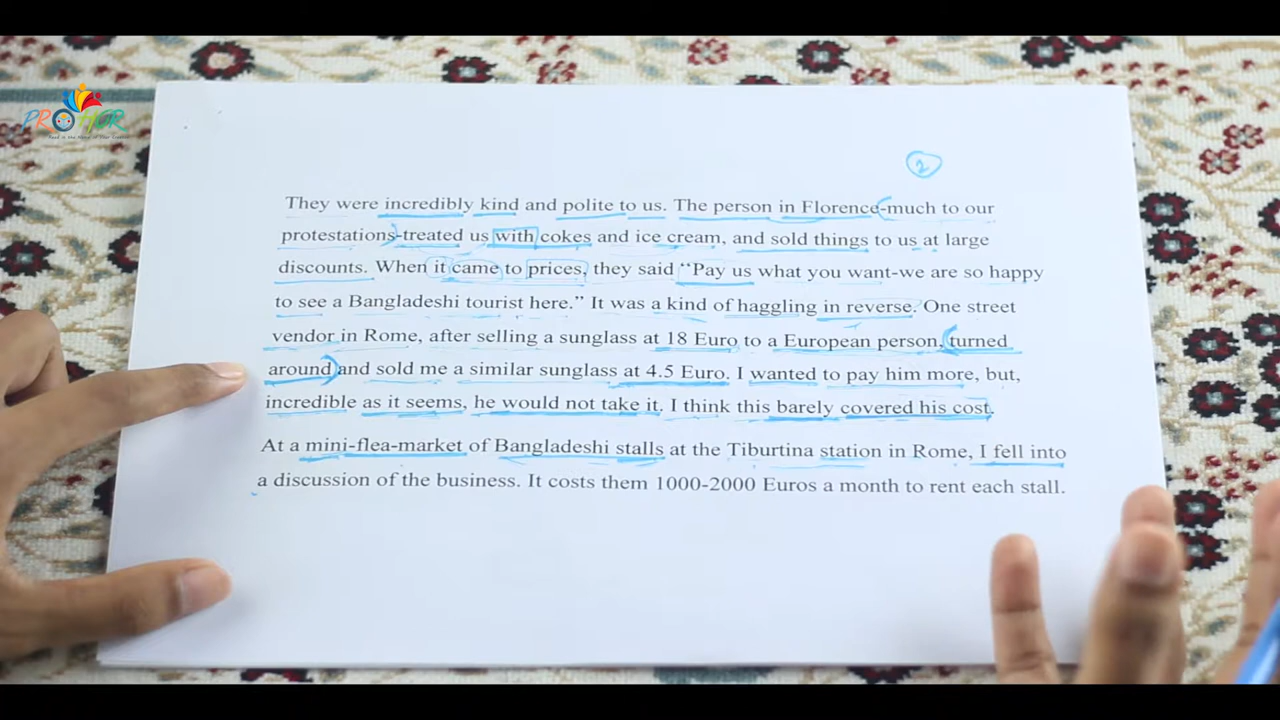 PROHOR
2
They were incredibly kind and polite to us. The person in Florence-much to our
protestations-treated us with cokes and ice cream, and sold things to us at large
discounts. When it came to prices, they said “Pay us what you want-we are so happy
to see a Bangladeshi tourist here.” It was a kind of haggling in reverse. One street
vendor in Rome, after selling a sunglass at 18 Euro to a European person, turned
around and sold me a similar sunglass at 4.5 Euro. I wanted to pay him more, but,
incredible as it seems, he would not take it. I think this barely covered his cost.
At a mini-flea-market of Bangladeshi stalls at the Tiburtina station in Rome, I fell into
a discussion of the business. It costs them 1000-2000 Euros a month to rent each stall.